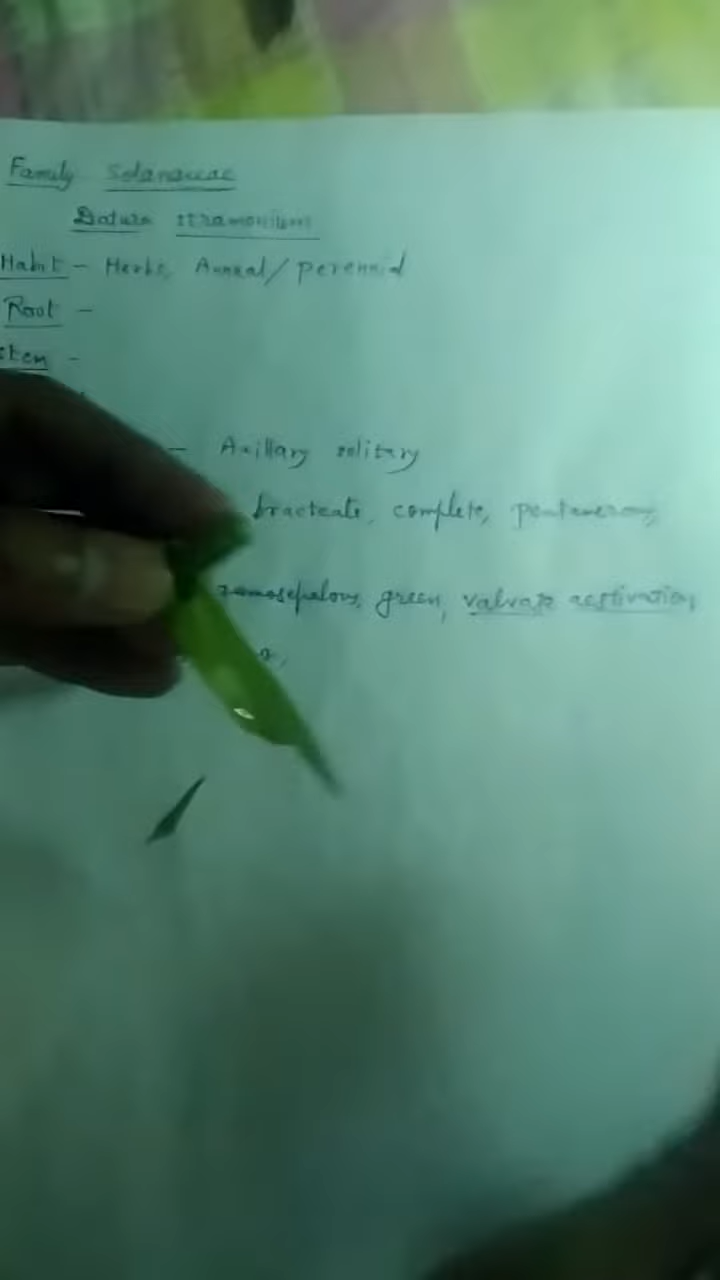 Family Solanaceae
Datura stramonium
Habit - Herbs, Annual/perennial
Root -
Stem -
- Axillary solitary
bracteate, complete, pentamerous,
gamosepalous, green, valvate aestivation,